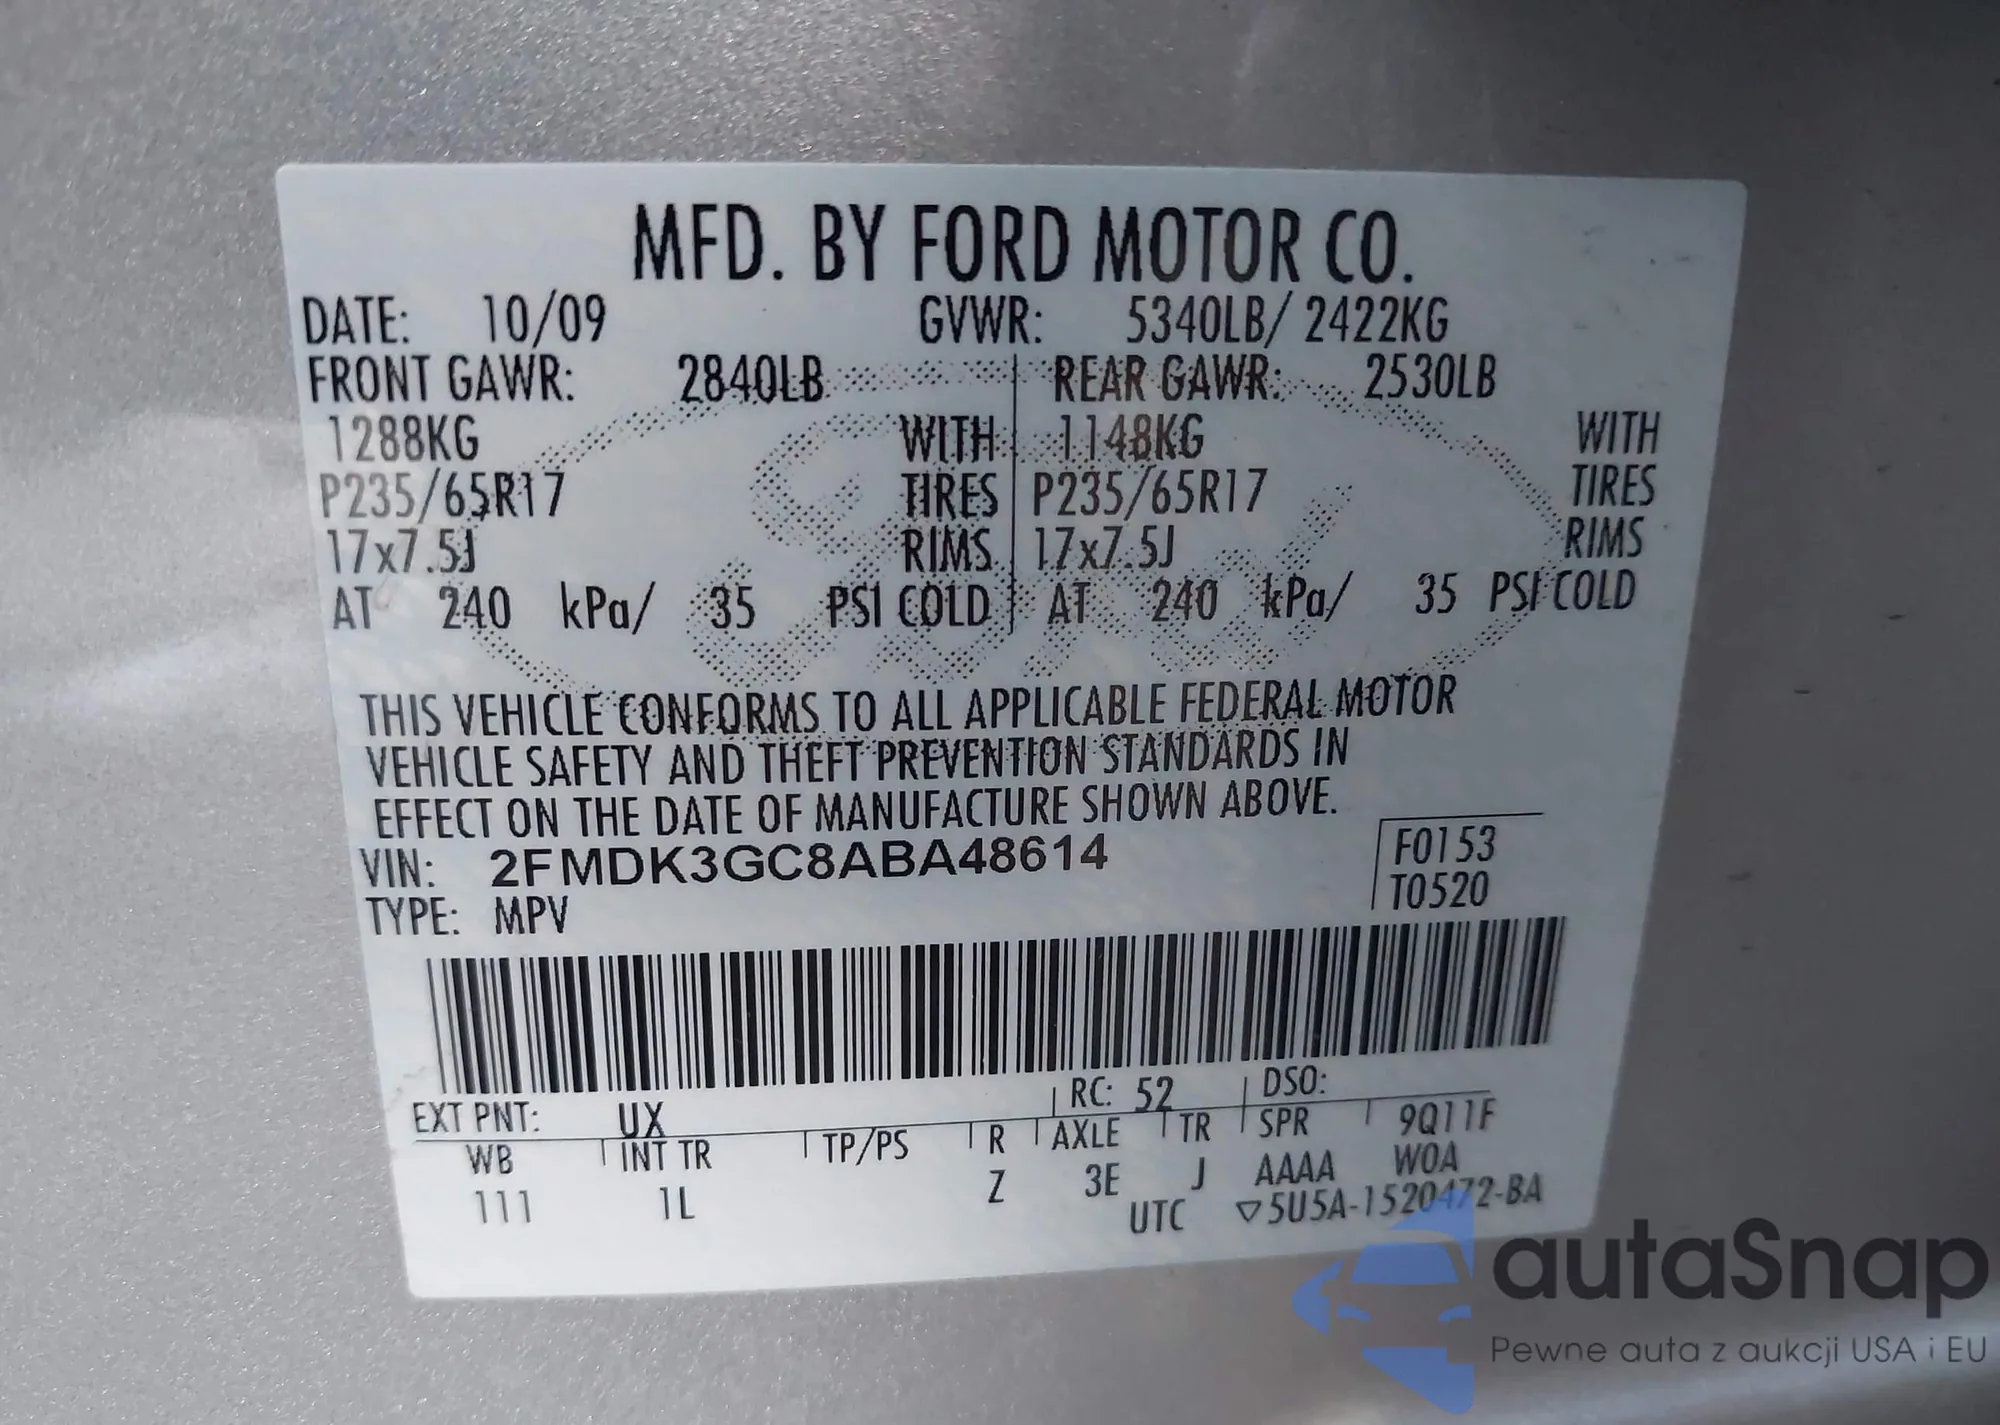 MFD. BY FORD MOTOR CO.
DATE: 10/09 GVWR: 5340LB/ 2422KG
FRONT GAWR: 2840LB REAR GAWR: 2530LB
1288KG WITH 1148KG WITH
P235/65R17 TIRES P235/65R17 TIRES
17x7.5J RIMS 17x7.5J RIMS
AT 240 kPa/ 35 PSI COLD AT 240 kPa/ 35 PSI COLD
THIS VEHICLE CONFORMS TO ALL APPLICABLE FEDERAL MOTOR
VEHICLE SAFETY AND THEFT PREVENTION STANDARDS IN
EFFECT ON THE DATE OF MANUFACTURE SHOWN ABOVE.
VIN: 2FMDK3GC8ABA48614 F0153
TYPE: MPV T0520
EXT PNT: UX RC: 52 DSO:
WB INT TR TP/PS R AXLE TR SPR 9Q11F
111 1L Z 3E J AAAA W0A
UTC ▽5U5A-1520472-BA
autaSnap
Pewne auta z aukcji USA i EU